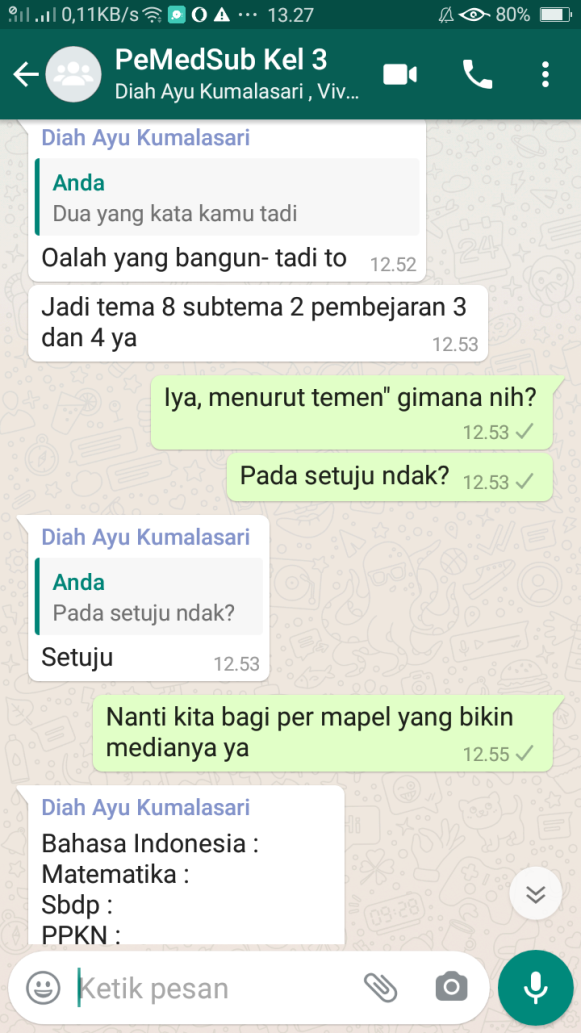 0,11KB/s ... 13.27 80%
PeMedSub Kel 3
Diah Ayu Kumalasari , Viv...
Diah Ayu Kumalasari
Anda
Dua yang kata kamu tadi
Oalah yang bangun- tadi to 12.52
Jadi tema 8 subtema 2 pembejaran 3
dan 4 ya 12.53
Iya, menurut temen" gimana nih?
12.53
Pada setuju ndak? 12.53
Diah Ayu Kumalasari
Anda
Pada setuju ndak?
Setuju 12.53
Nanti kita bagi per mapel yang bikin
medianya ya 12.55
Diah Ayu Kumalasari
Bahasa Indonesia :
Matematika :
Sbdp :
PPKN :
Ketik pesan